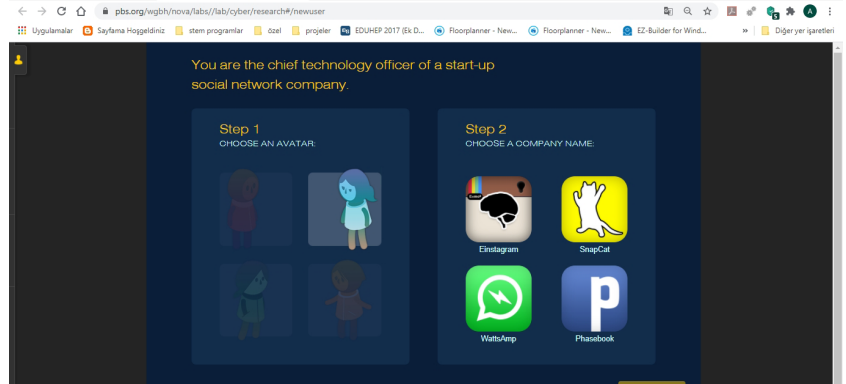 pbs.org/wgbh/nova/labs//lab/cyber/research#/newuser
Uygulamalar
Sayfama Hoşgeldiniz
stem programlar
özel
projeler
EDUHEP 2017 (Ek D...
Floorplanner - New...
Floorplanner - New...
EZ-Builder for Wind...
»
Diğer yer işaretleri
You are the chief technology officer of a start-up
social network company.
Step 1
CHOOSE AN AVATAR:
Step 2
CHOOSE A COMPANY NAME:
Einstagram
SnapCat
p
WattsAmp
Phasebook